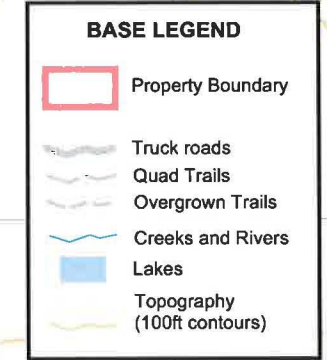 BASE LEGEND
Property Boundary
Truck roads
Quad Trails
Overgrown Trails
Creeks and Rivers
Lakes
Topography
(100ft contours)